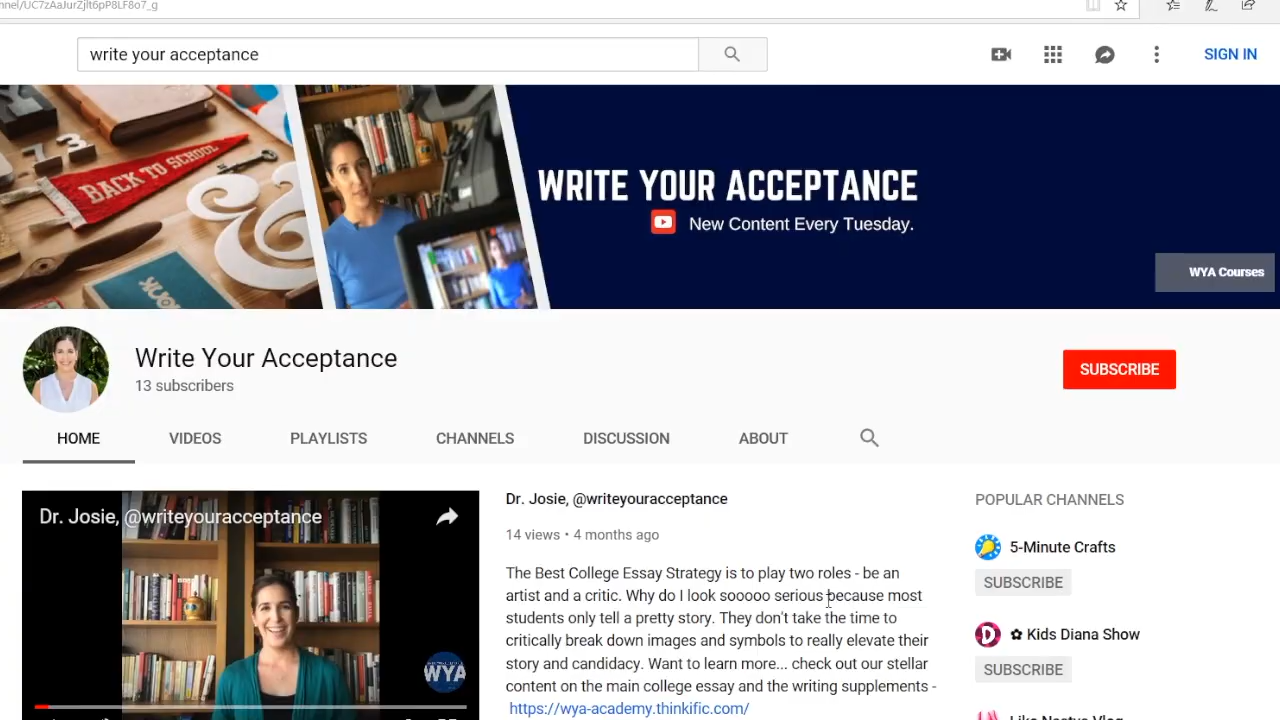 nnel/UC7zAaJurZjlt6pP8LF8o7_g
write your acceptance
SIGN IN
BACK TO SCHOOL
WRITE YOUR ACCEPTANCE
New Content Every Tuesday.
WYA Courses
Write Your Acceptance
13 subscribers
SUBSCRIBE
HOME
VIDEOS
PLAYLISTS
CHANNELS
DISCUSSION
ABOUT
Dr. Josie, @writeyouracceptance
WYA
Dr. Josie, @writeyouracceptance
14 views • 4 months ago
The Best College Essay Strategy is to play two roles - be an
artist and a critic. Why do I look sooooo serious because most
students only tell a pretty story. They don't take the time to
critically break down images and symbols to really elevate their
story and candidacy. Want to learn more... check out our stellar
content on the main college essay and the writing supplements -
https://wya-academy.thinkific.com/
POPULAR CHANNELS
5-Minute Crafts
SUBSCRIBE
✿ Kids Diana Show
SUBSCRIBE